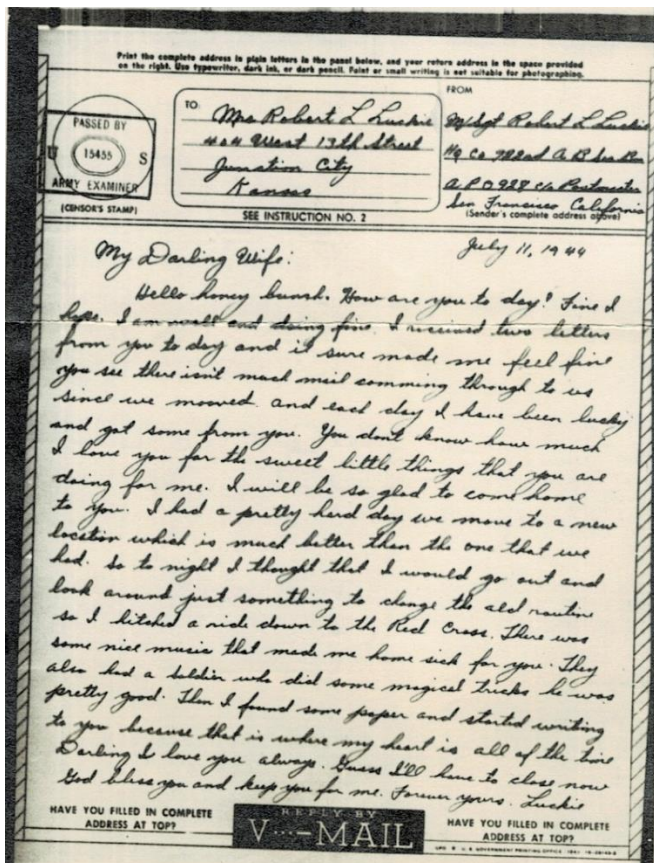 Print the complete address in plain letters in the panel below, and your return address in the space provided
on the right. Use typewriter, dark ink, or dark pencil. Faint or small writing is not suitable for photographing.
PASSED BY
U 15455 S
ARMY EXAMINER
(CENSOR'S STAMP)
TO:
Mrs Robert L Luckie
404 West 13th Street
Junction City
Kansas
SEE INSTRUCTION NO. 2
FROM
M/Sgt Robert L Luckie
Hq Co 722nd A B Sea Bn
A P O 928 c/o Postmaster
San Francisco California
(Sender's complete address above)
July 11, 1944
My Darling Wife:
Hello honey bunch. How are you to day? Fine I
hope. I am well and doing fine. I received two letters
from you to day and it sure made me feel fine
you see there isn't much mail comming through to us
since we mooved. and each day I have been lucky
and got some from you. You dont know how much
I love you for the sweet little things that you are
doing for me. I will be so glad to come home
to you. I had a pretty hard day we move to a new
location which is much better than the one that we
had. so to night I thought that I would go out and
look around just something to change the old routine
so I hitched a ride down to the Red Cross. There was
some nice music that made me home sick for you. They
also had a soldier who did some magical tricks he was
pretty good. Then I found some paper and started writing
to you because that is where my heart is all of the time
Darling I love you always. Guess I'll have to close now
God bless you and keep you for me. Forever yours. Luckie
HAVE YOU FILLED IN COMPLETE
ADDRESS AT TOP?
REPLY BY
V···-MAIL
HAVE YOU FILLED IN COMPLETE
ADDRESS AT TOP?
U.S. GOVERNMENT PRINTING OFFICE